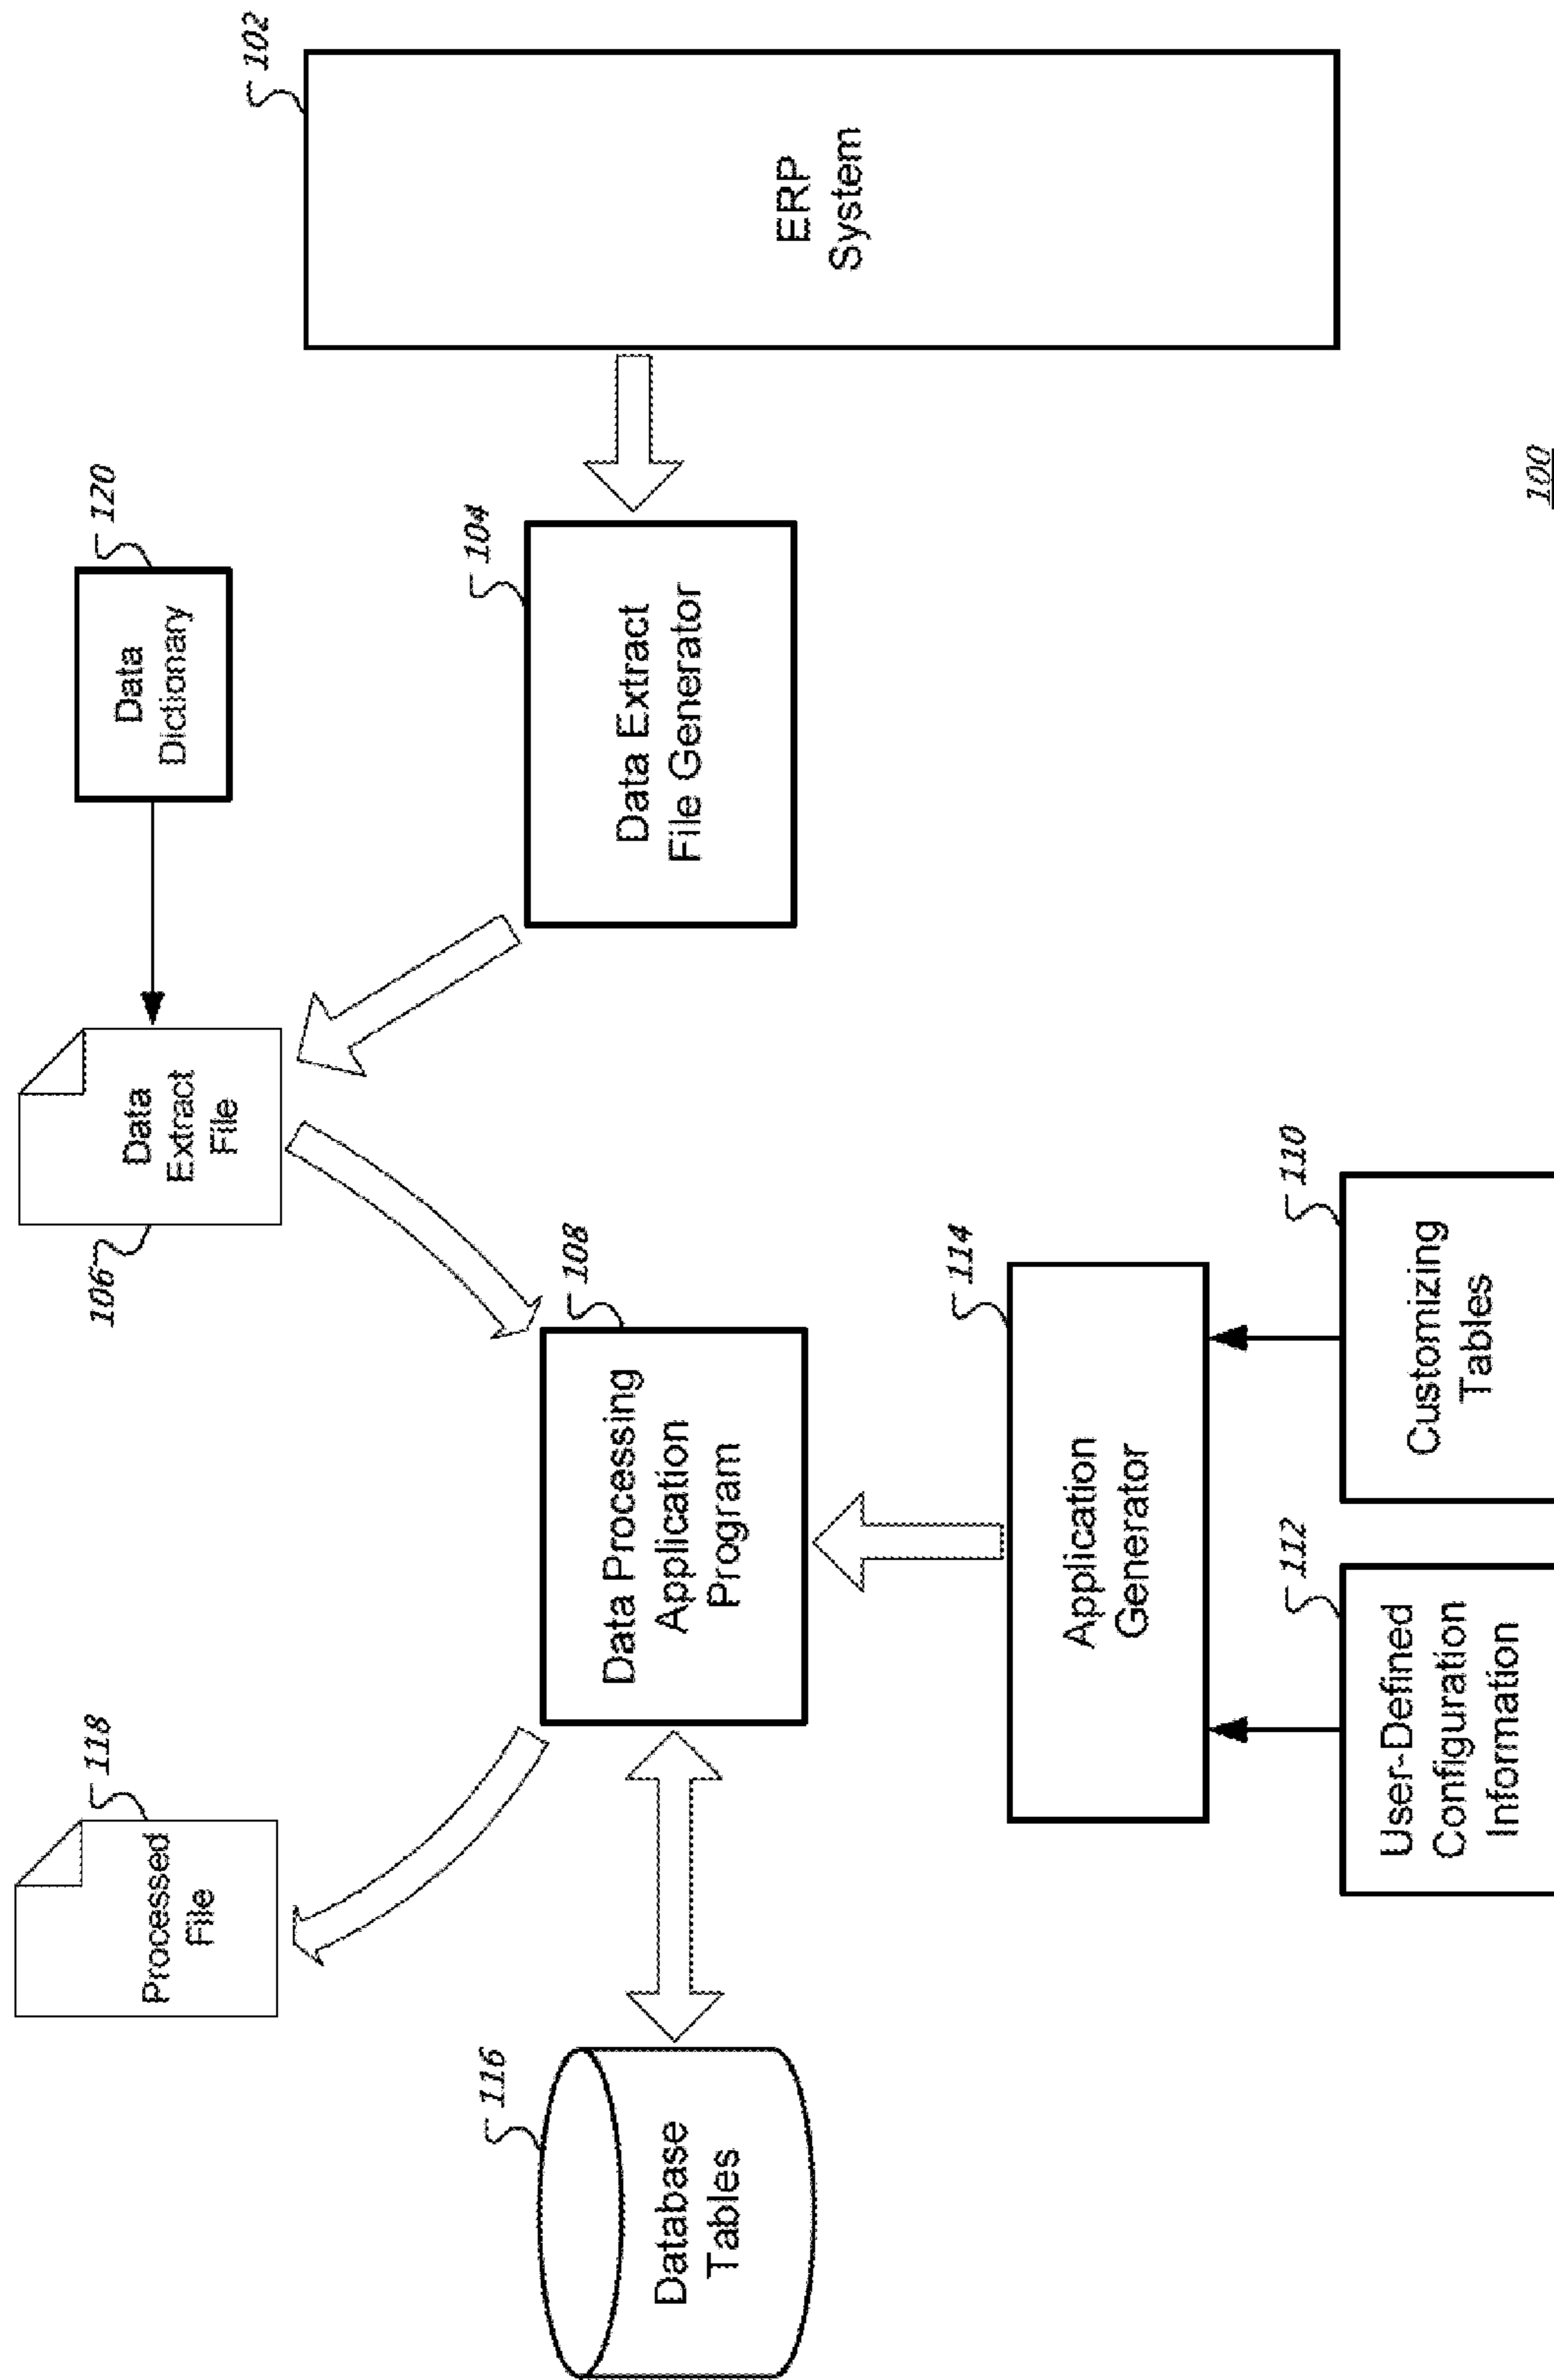 118
Processed
File
106
Data
Extract
File
120
Data
Dictionary
102
ERP
System
116
Database
Tables
108
Data Processing
Application
Program
104
Data Extract
File Generator
114
Application
Generator
112
User-Defined
Configuration
Information
110
Customizing
Tables
100